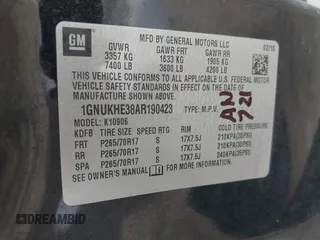 GM
MFD BY GENERAL MOTORS LLC
02/10
GVWR GAWR FRT GAWR RR
3357 KG 1633 KG 1905 KG
7400 LB 3600 LB 4200 LB
THIS VEHICLE CONFORMS TO ALL APPLICABLE U.S. FEDERAL
MOTOR VEHICLE SAFETY STANDARDS IN EFFECT ON THE DATE
OF MANUFACTURE SHOWN ABOVE.
1GNUKHE38AR190423 TYPE: M.P.V.
K10906
KDFB TIRE SIZE RIM COLD TIRE PRESSURE
FRT P265/70R17 17X7.5J 210KPA(30PSI)
RR P265/70R17 17X7.5J 210KPA(30PSI)
SPA P265/70R17 17X7.5J 240KPA(35PSI)
SEE OWNER'S MANUAL FOR MORE INFORMATION
DREAMBID